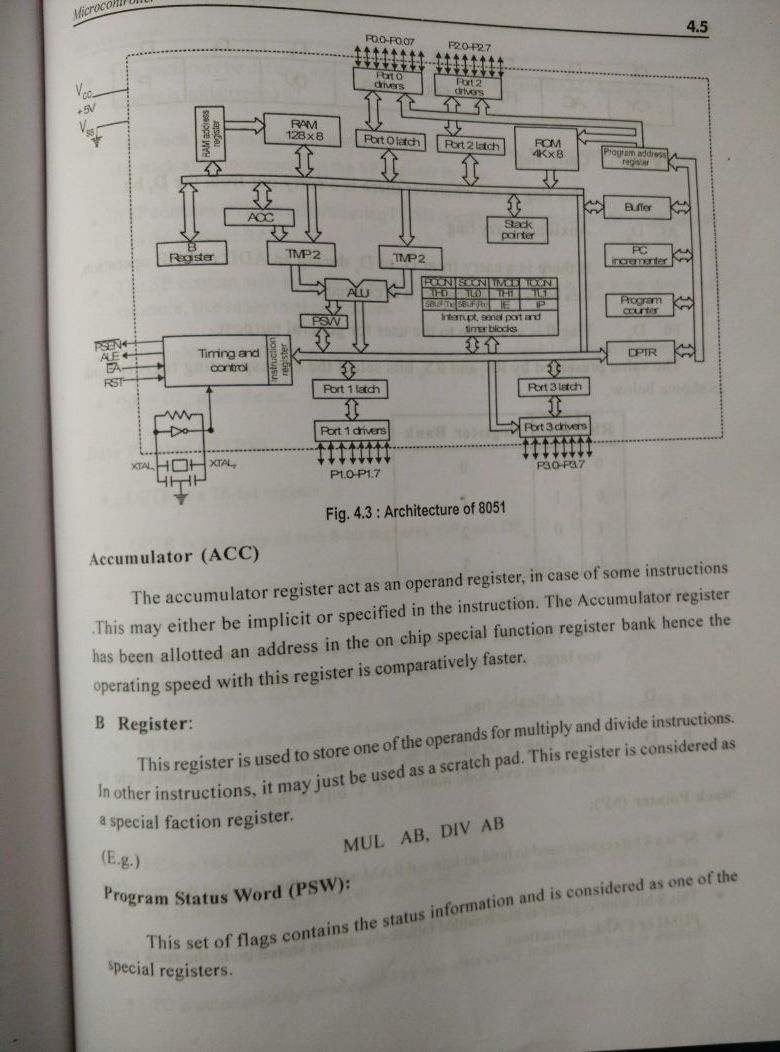 Microcontroller
4.5
P0.0-P0.07
P2.0-P2.7
Port 0
drivers
Port 2
drivers
VCC
+5V
VSS
RAM address
register
RAM
128 x 8
Port 0 latch
Port 2 latch
ROM
4K x 8
Program address
register
ACC
B
Register
TMP2
TMP2
Stack
pointer
Buffer
PC
incrementer
ALU
PCON SCON TMOD TCON
TH0 TL0 TH1 TL1
SBUF(Tx) SBUF(Rx) IE IP
Interrupt, serial port and
timer blocks
Program
counter
PSW
PSEN
ALE
EA
RST
Timing and
control
Instruction
register
DPTR
Port 1 latch
Port 3 latch
Port 1 drivers
Port 3 drivers
XTAL1
XTAL2
P1.0-P1.7
P3.0-P3.7
Fig. 4.3 : Architecture of 8051
Accumulator (ACC)
The accumulator register act as an operand register, in case of some instructions
.This may either be implicit or specified in the instruction. The Accumulator register
has been allotted an address in the on chip special function register bank hence the
operating speed with this register is comparatively faster.
B Register:
This register is used to store one of the operands for multiply and divide instructions.
In other instructions, it may just be used as a scratch pad. This register is considered as
a special faction register.
(E.g.) MUL AB, DIV AB
Program Status Word (PSW):
This set of flags contains the status information and is considered as one of the
special registers.